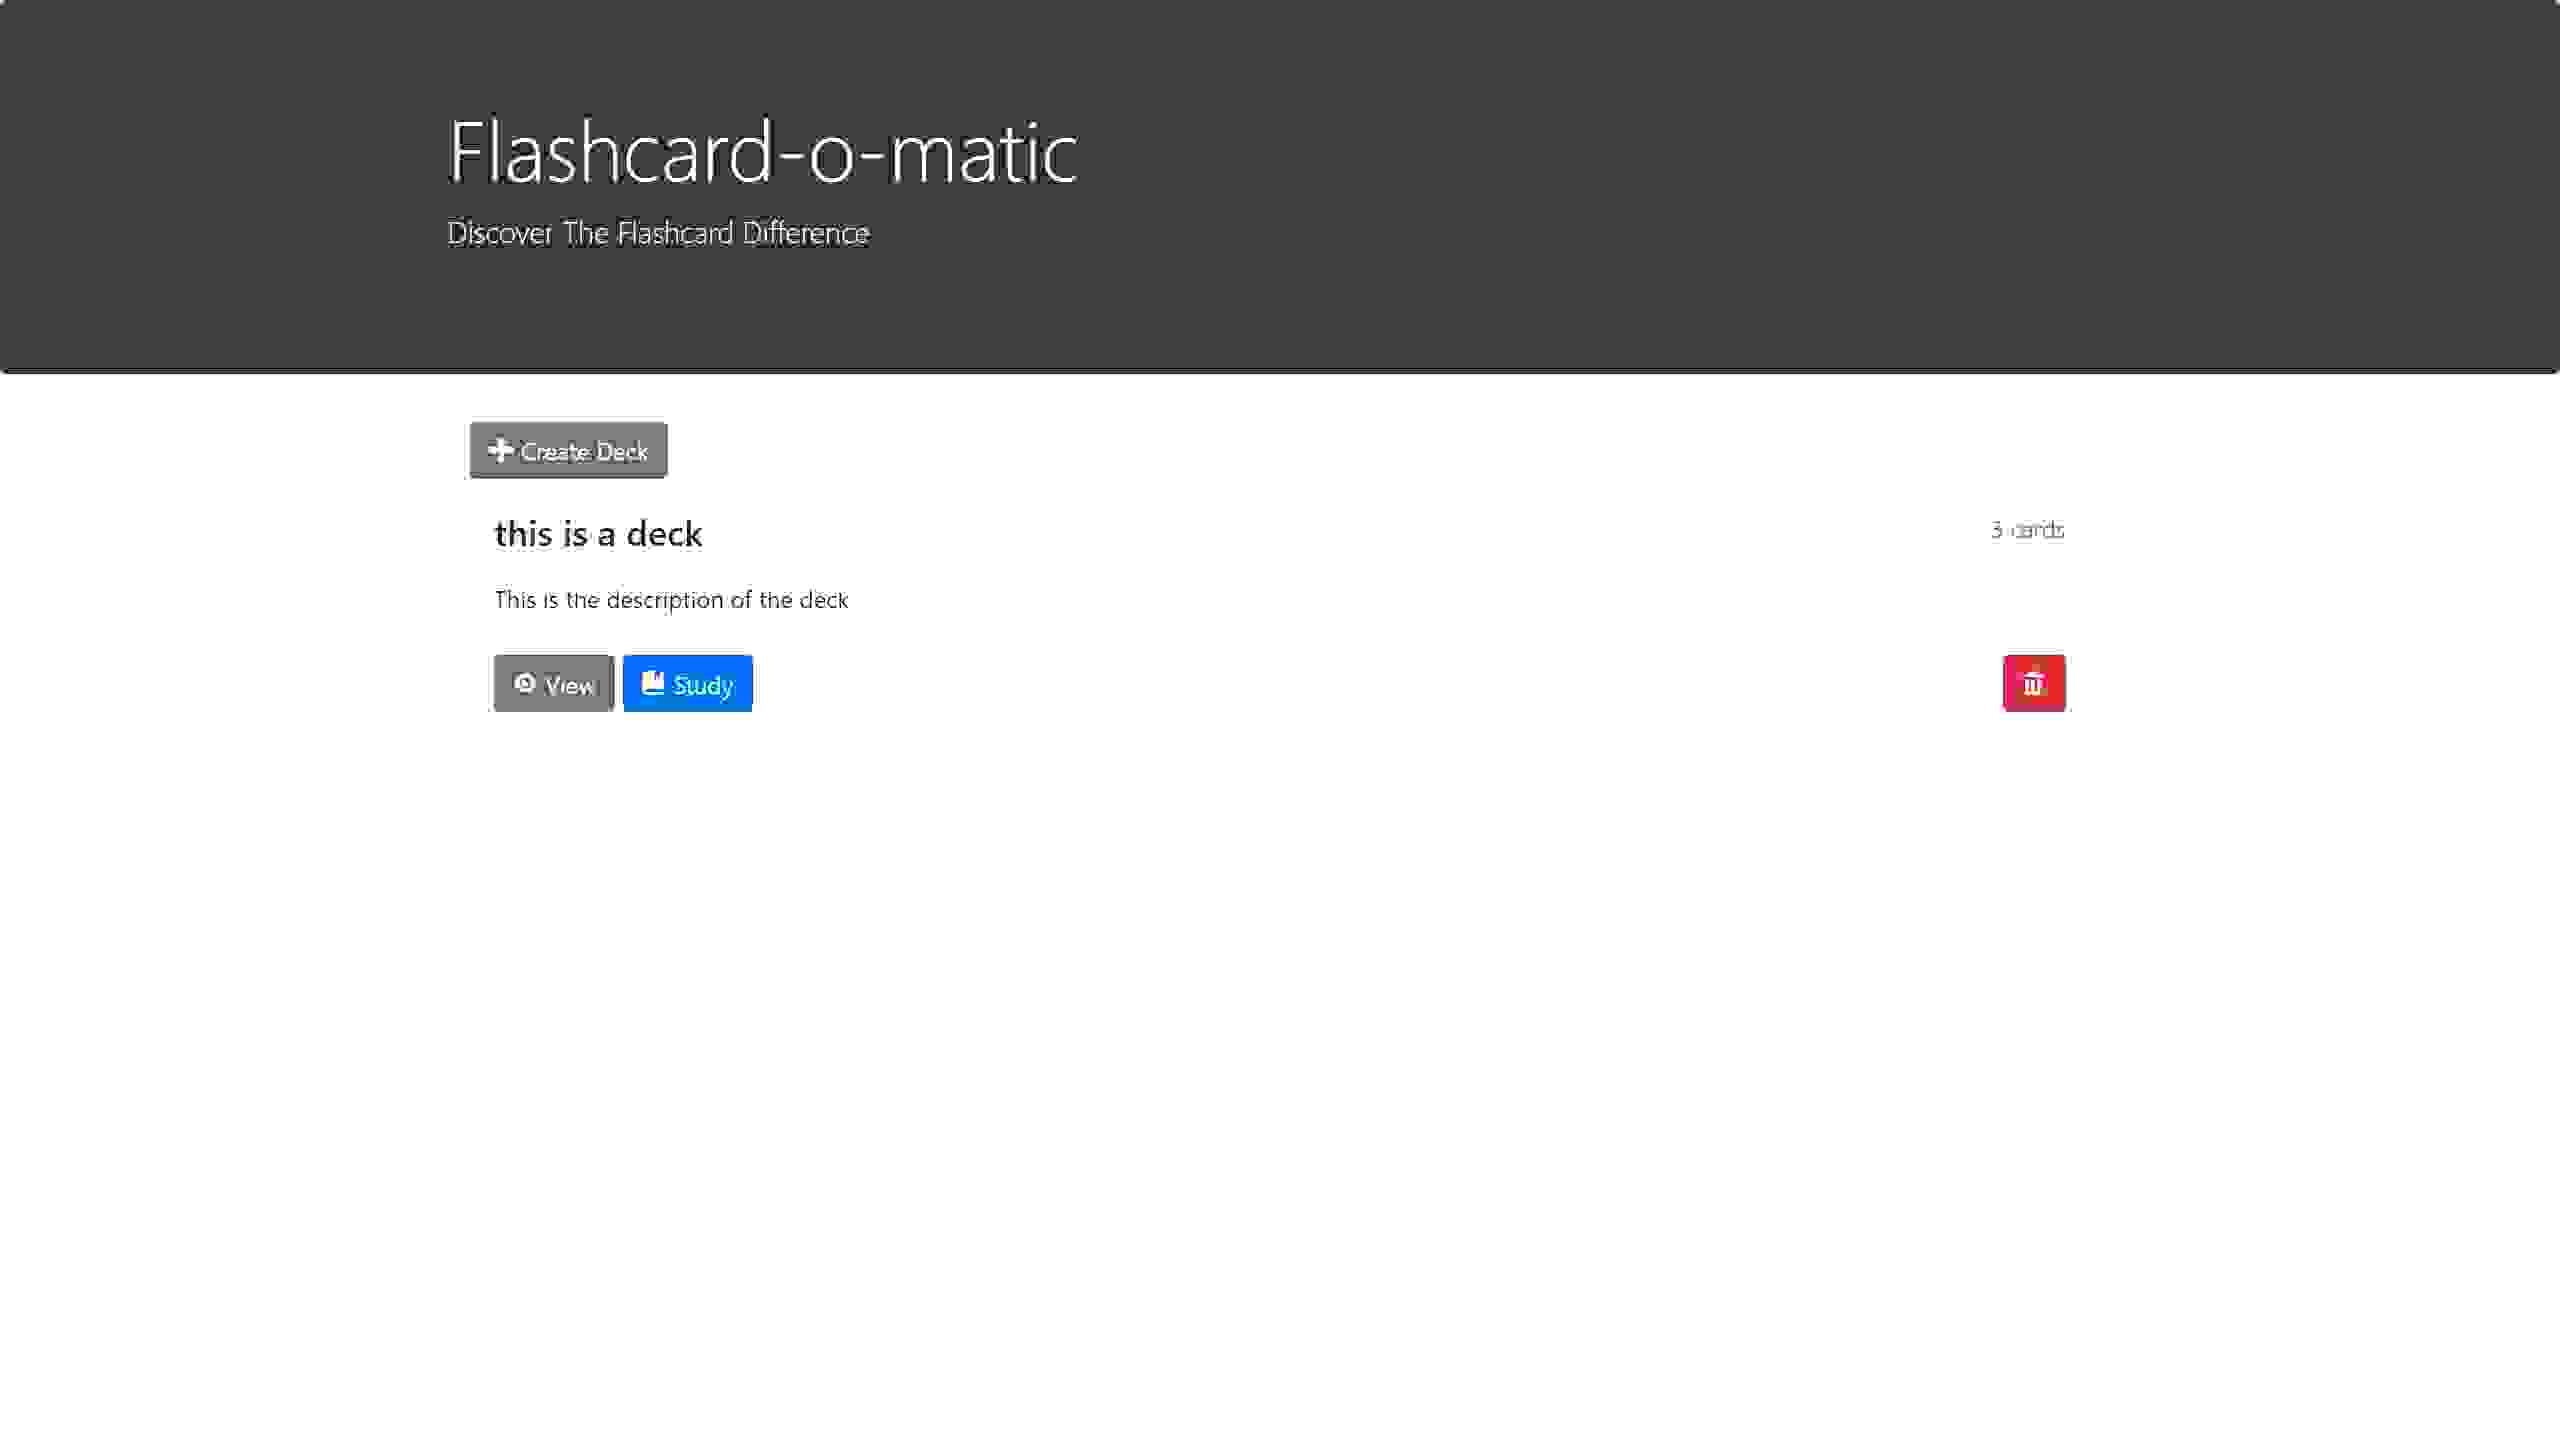 Flashcard-o-matic
Discover The Flashcard Difference
Create Deck
this is a deck
3 cards
This is the description of the deck
View
Study